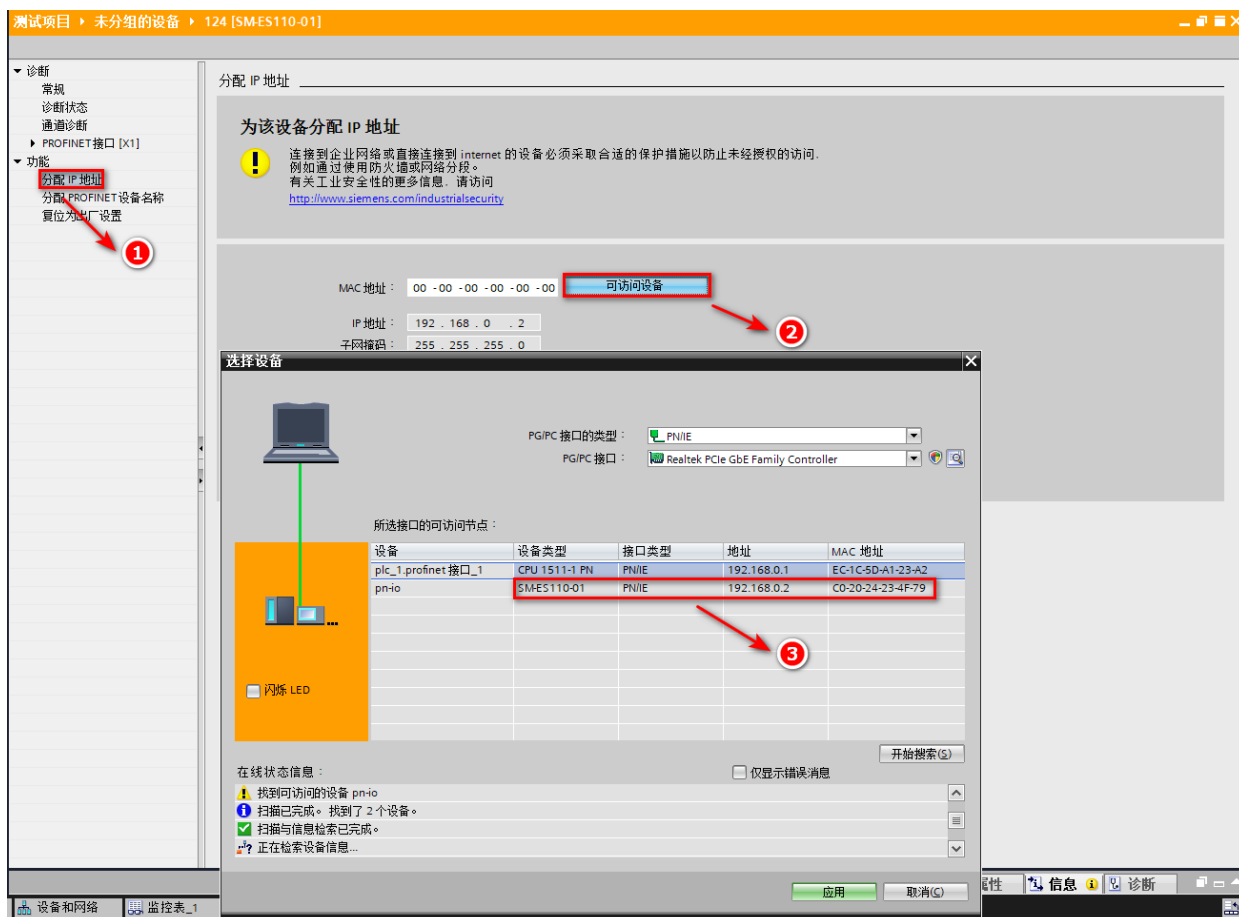 测试项目 ▸ 未分组的设备 ▸ 124 [SM-ES110-01]
诊断
常规
诊断状态
通道诊断
PROFINET接口 [X1]
功能
分配 IP 地址
分配 PROFINET 设备名称
复位为出厂设置
1
分配 IP 地址
为该设备分配 IP 地址
连接到企业网络或直接连接到 internet 的设备必须采取合适的保护措施以防止未经授权的访问.
例如通过使用防火墙或网络分段。
有关工业安全性的更多信息. 请访问
http://www.siemens.com/industrialsecurity
MAC 地址： 00 -00 -00 -00 -00 -00 可访问设备
2
IP 地址： 192 . 168 . 0 . 2
子网掩码： 255 . 255 . 255 . 0
选择设备
PG/PC 接口的类型： PN/IE
PG/PC 接口： Realtek PCIe GbE Family Controller
所选接口的可访问节点：
设备 设备类型 接口类型 地址 MAC 地址
plc_1.profinet 接口_1 CPU 1511-1 PN PN/IE 192.168.0.1 EC-1C-5D-A1-23-A2
pn-io SM-ES110-01 PN/IE 192.168.0.2 C0-20-24-23-4F-79
3
闪烁 LED
开始搜索(S)
在线状态信息： 仅显示错误消息
找到可访问的设备 pn-io
扫描已完成。找到了 2 个设备。
扫描与信息检索已完成。
正在检索设备信息...
应用 取消(C)
性 信息 诊断
设备和网络 监控表_1